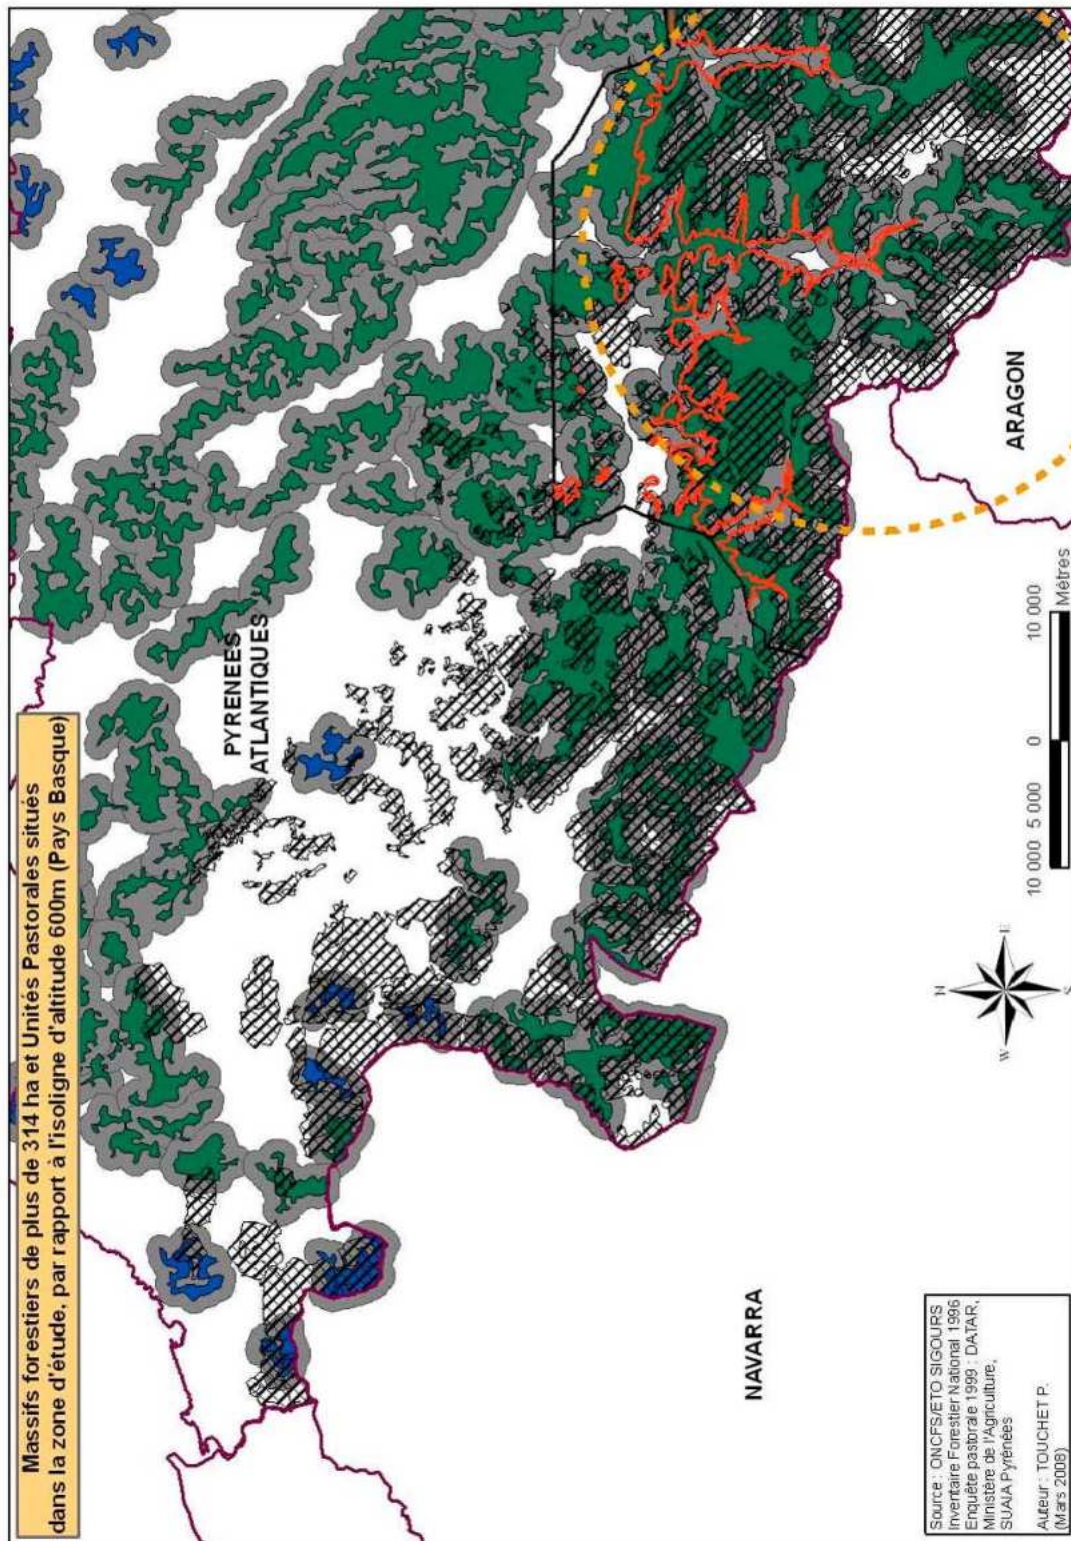 Massifs forestiers de plus de 314 ha et Unités Pastorales situés
dans la zone d'étude, par rapport à l'isoligne d'altitude 600m (Pays Basque)
PYRENEES
ATLANTIQUES
ARAGON
NAVARRA
N
W
E
S
10 000 5 000 0 10 000
Mètres
Source : ONCFS/ETO SIGOURS
Inventaire Forestier National 1996
Enquête pastorale 1999 : DATAR,
Ministère de l'Agriculture,
SUAIA Pyrénées
Auteur : TOUCHET P.
(Mars 2008)